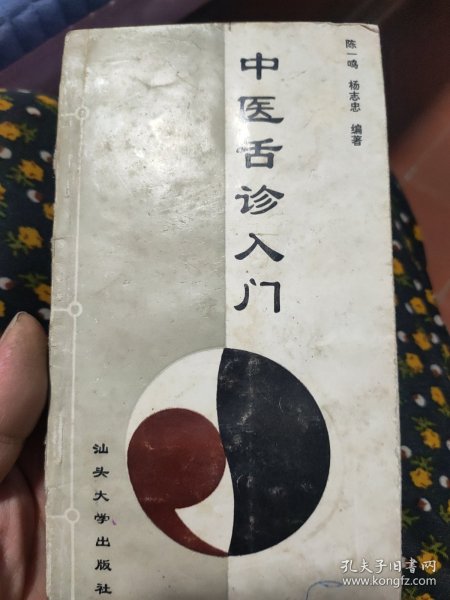 陈一鸣 杨志忠 编著
中医舌诊入门
汕头大学出版社
孔夫子旧书网
www.kongfz.com